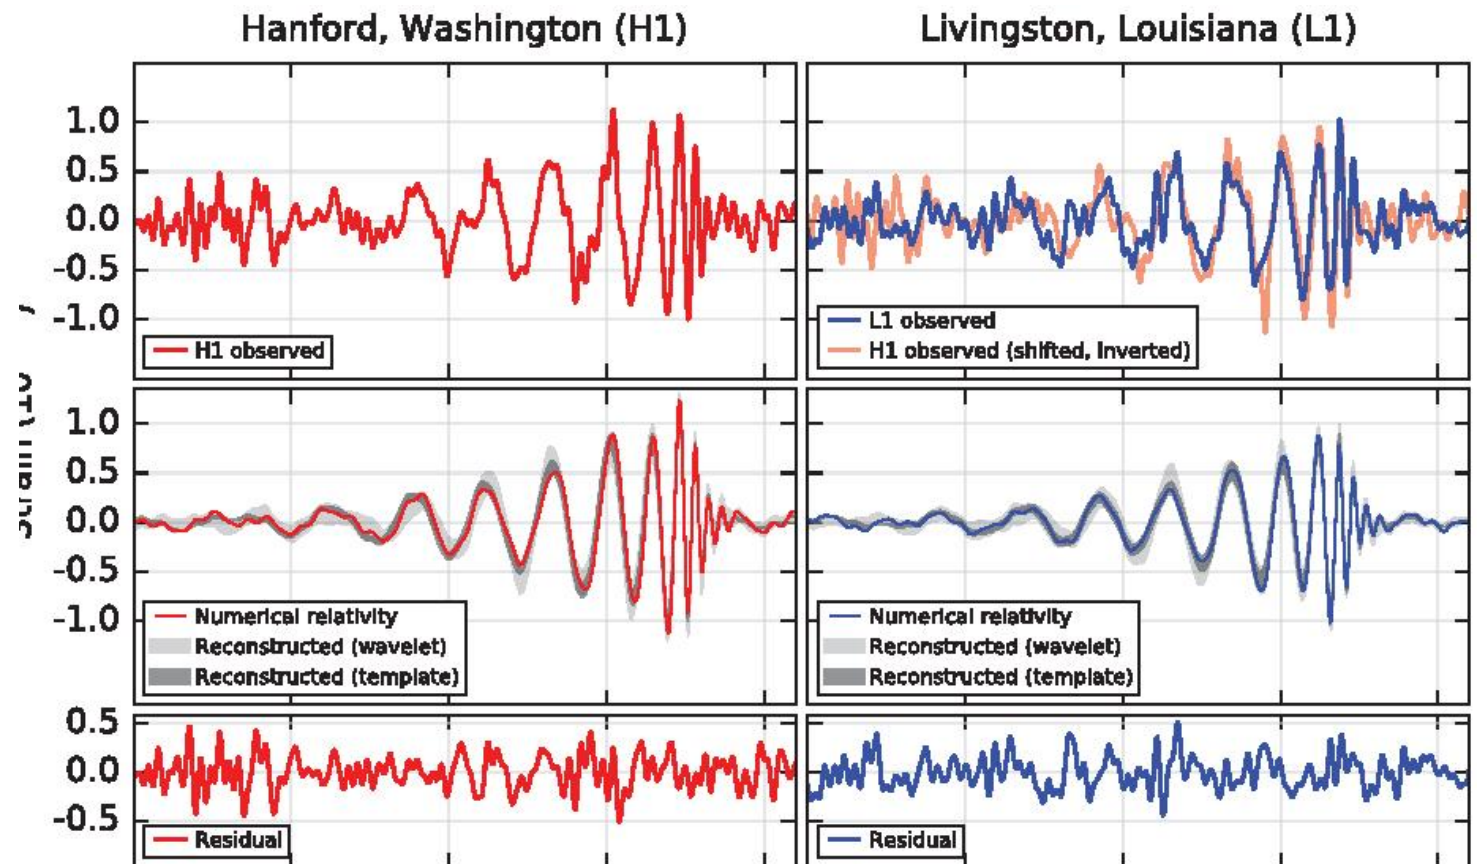 Hanford, Washington (H1)
Livingston, Louisiana (L1)
1.0
0.5
0.0
-0.5
-1.0
H1 observed
L1 observed
H1 observed (shifted, inverted)
1.0
0.5
0.0
-0.5
-1.0
Numerical relativity
Reconstructed (wavelet)
Reconstructed (template)
Numerical relativity
Reconstructed (wavelet)
Reconstructed (template)
0.5
0.0
-0.5
Residual
Residual